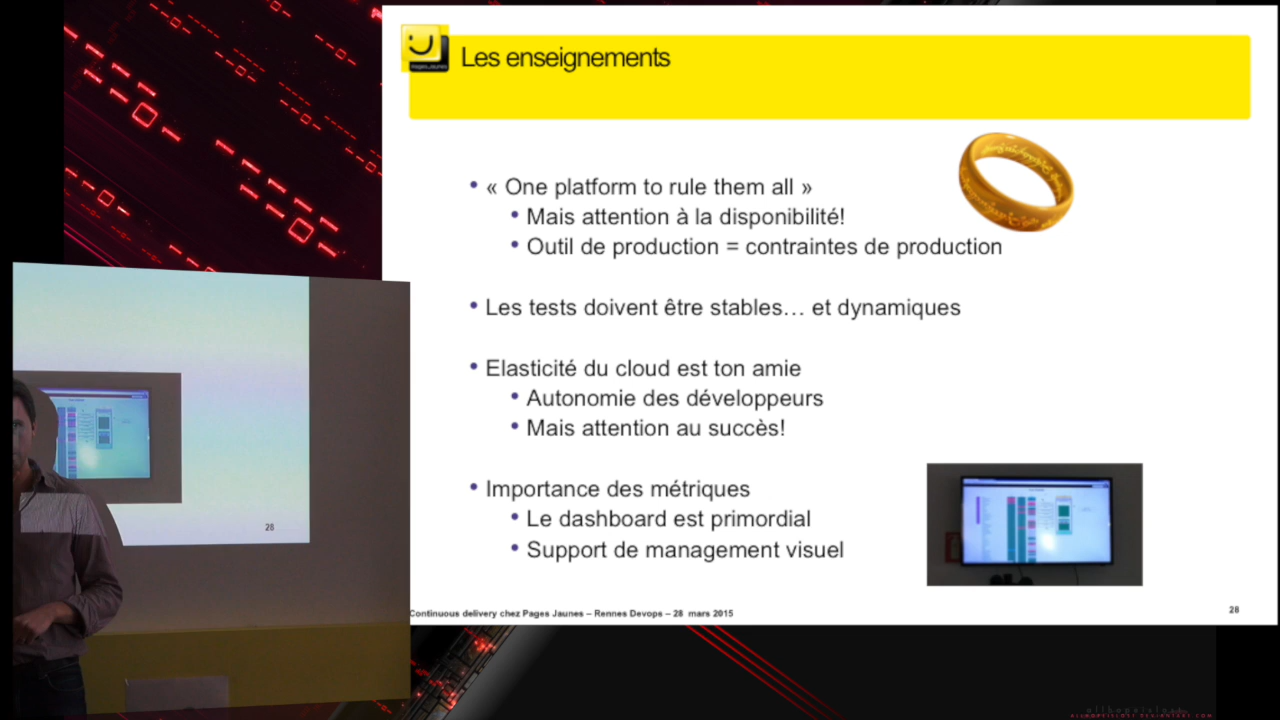 Les enseignements
• « One platform to rule them all »
• Mais attention à la disponibilité!
• Outil de production = contraintes de production
• Les tests doivent être stables… et dynamiques
• Elasticité du cloud est ton amie
• Autonomie des développeurs
• Mais attention au succès!
• Importance des métriques
• Le dashboard est primordial
• Support de management visuel
Continuous delivery chez Pages Jaunes – Rennes Devops – 28 mars 2015
28
28